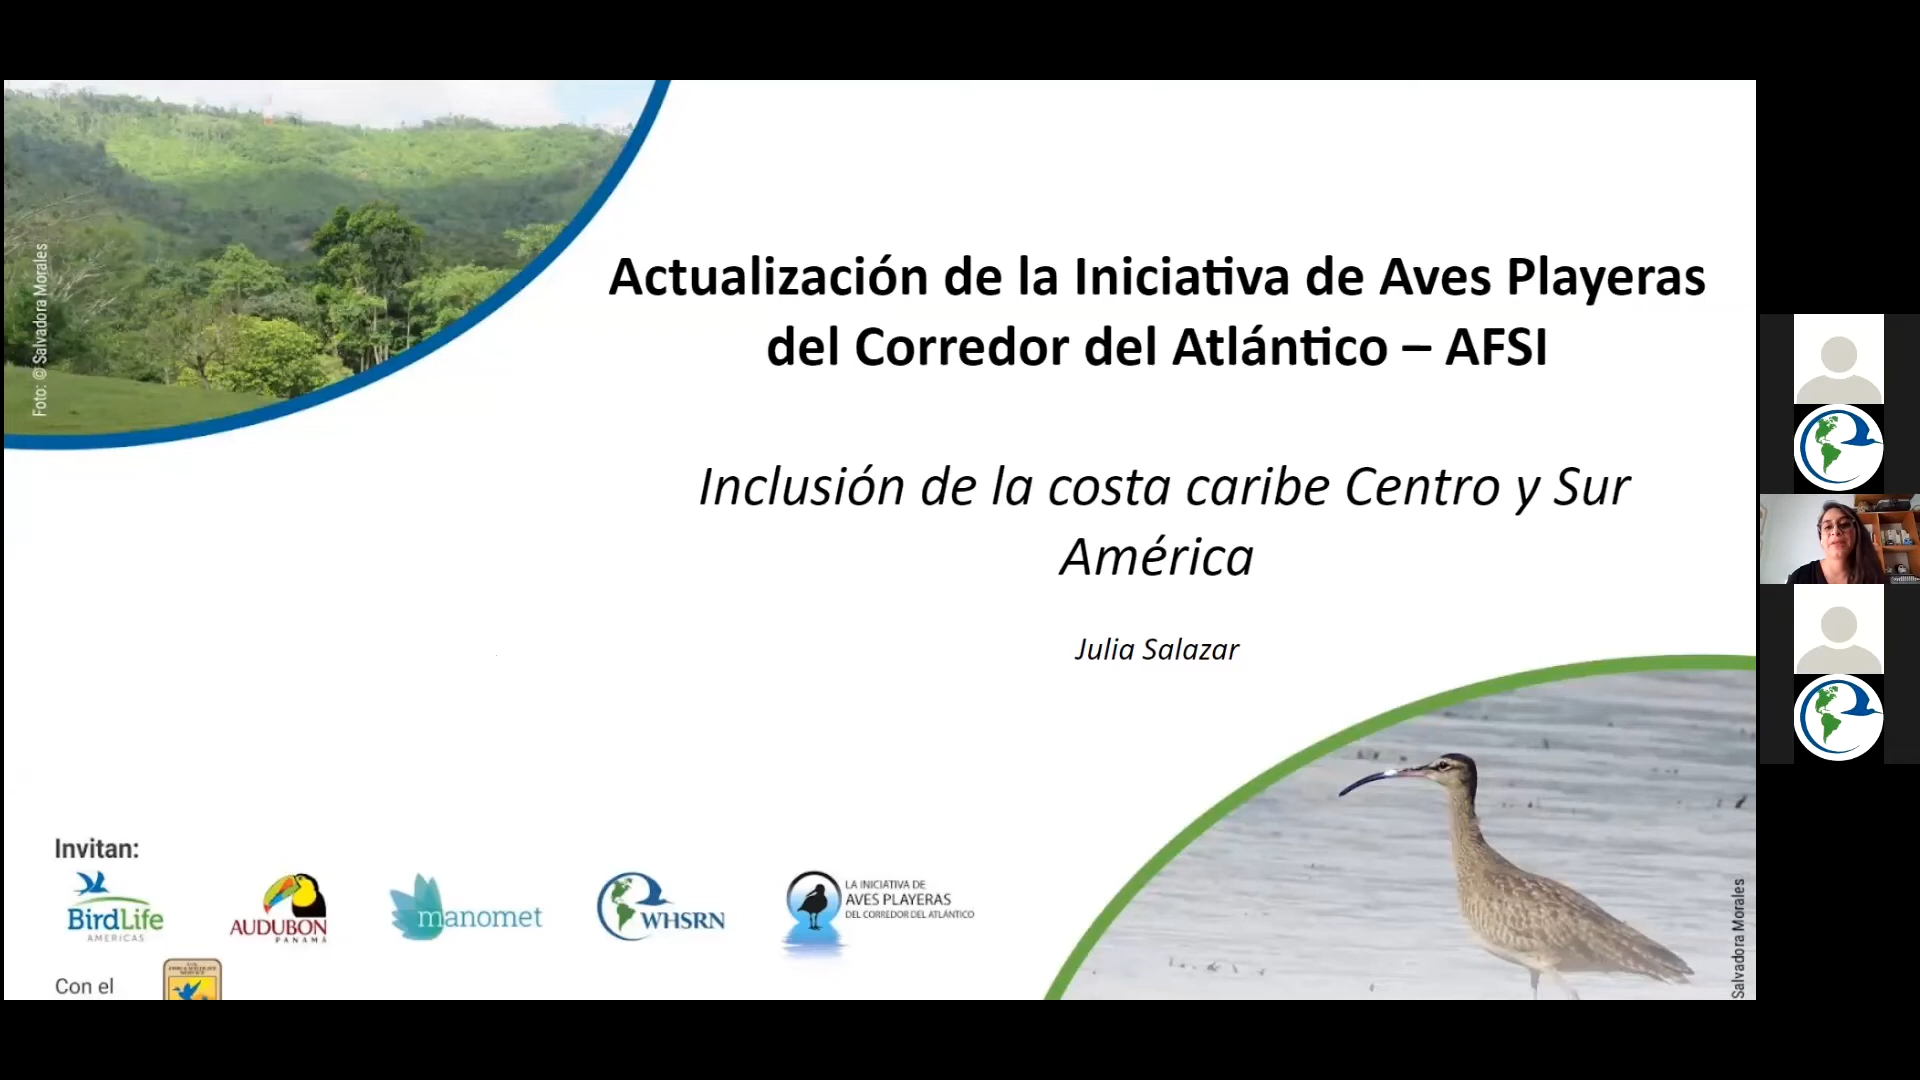 Foto: © Salvadora Morales
Actualización de la Iniciativa de Aves Playeras
del Corredor del Atlántico – AFSI
Inclusión de la costa caribe Centro y Sur
América
Julia Salazar
Invitan:
BirdLife
AMERICAS
AUDUBON
PANAMÁ
manomet
WHSRN
LA INICIATIVA DE
AVES PLAYERAS
DEL CORREDOR DEL ATLÁNTICO
Con el
Salvadora Morales